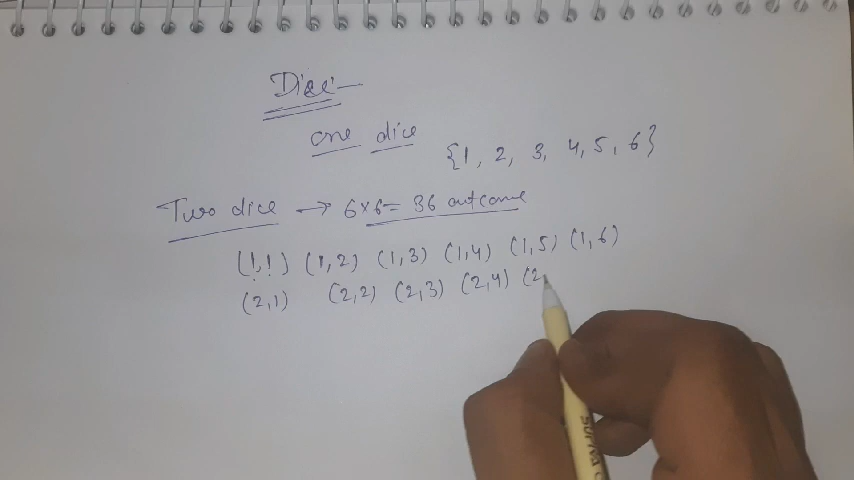 Dice
one dice
{1, 2, 3, 4, 5, 6}
Two dice → 6×6= 36 outcome
(1,1) (1,2) (1,3) (1,4) (1,5) (1,6)
(2,1) (2,2) (2,3) (2,4) (2,